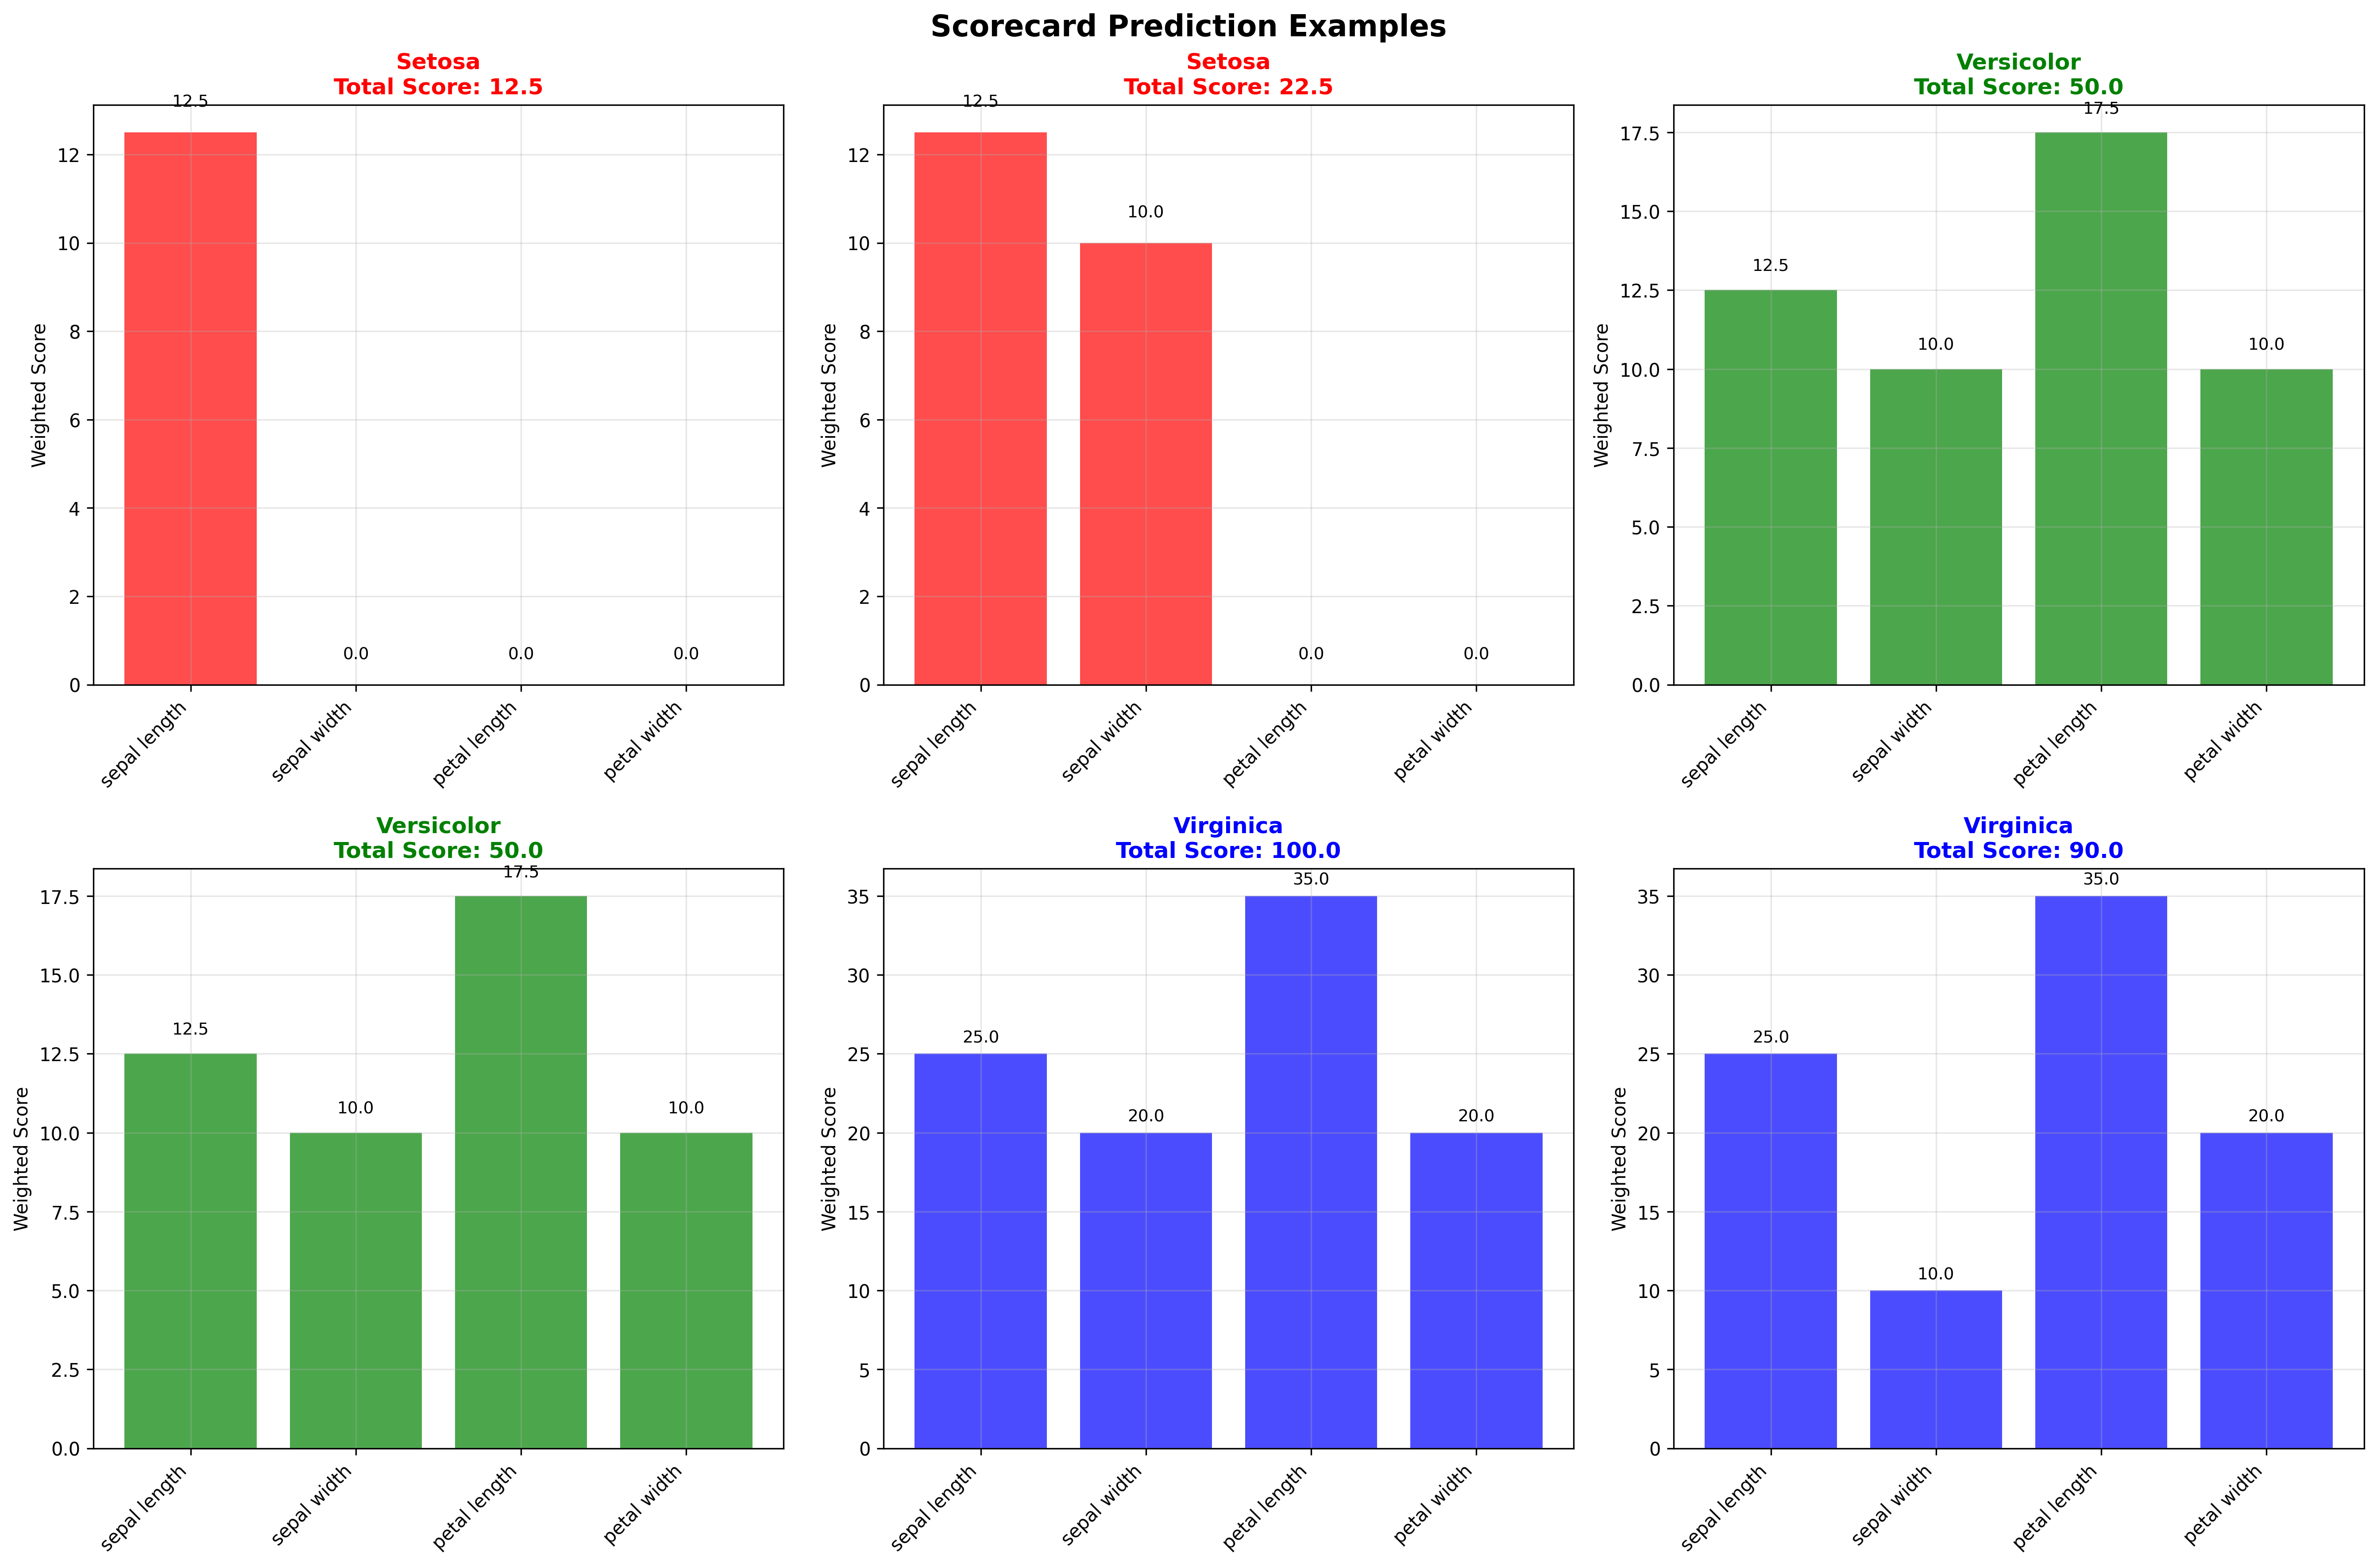 Scorecard Prediction Examples
Setosa
Total Score: 12.5
12.5
12
10
8
6
4
2
0
Weighted Score
0.0
0.0
0.0
sepal length
sepal width
petal length
petal width
Setosa
Total Score: 22.5
12.5
12
10
8
6
4
2
0
Weighted Score
10.0
0.0
0.0
sepal length
sepal width
petal length
petal width
Versicolor
Total Score: 50.0
17.5
17.5
15.0
12.5
10.0
7.5
5.0
2.5
0.0
Weighted Score
12.5
10.0
10.0
sepal length
sepal width
petal length
petal width
Versicolor
Total Score: 50.0
17.5
17.5
15.0
12.5
10.0
7.5
5.0
2.5
0.0
Weighted Score
12.5
10.0
10.0
sepal length
sepal width
petal length
petal width
Virginica
Total Score: 100.0
35.0
35
30
25
20
15
10
5
0
Weighted Score
25.0
20.0
20.0
sepal length
sepal width
petal length
petal width
Virginica
Total Score: 90.0
35.0
35
30
25
20
15
10
5
0
Weighted Score
25.0
10.0
20.0
sepal length
sepal width
petal length
petal width